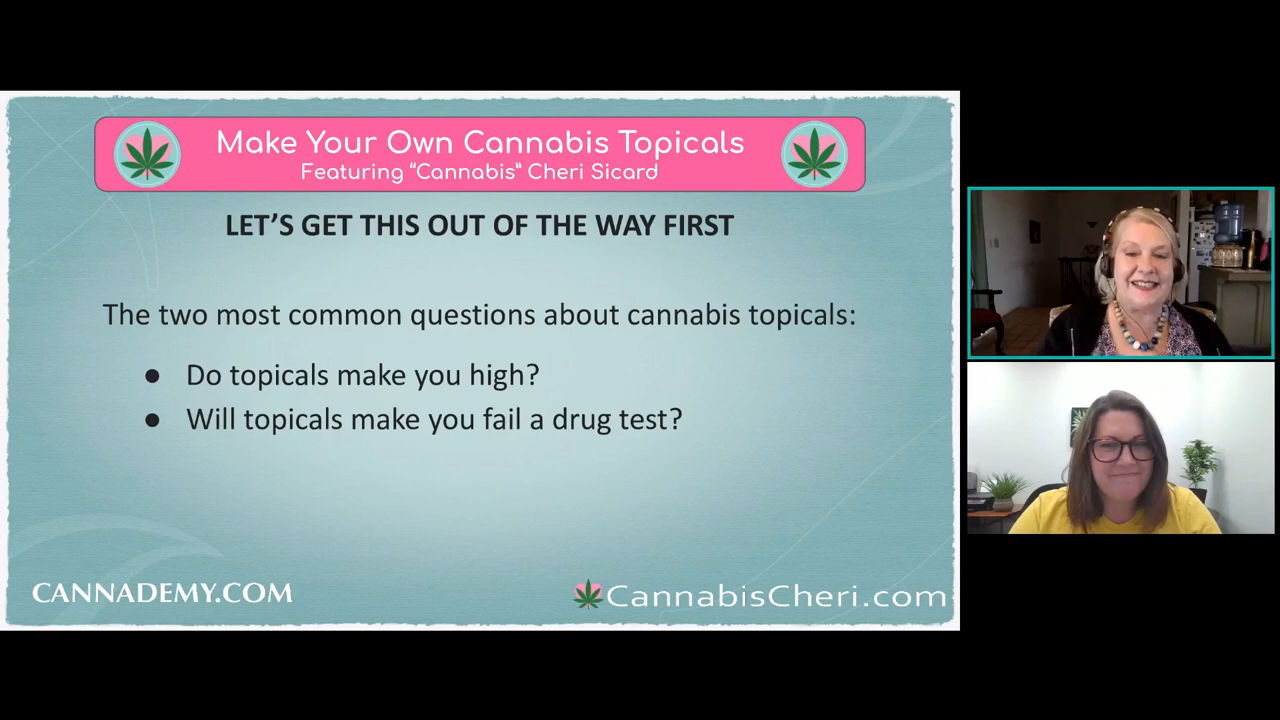 Make Your Own Cannabis Topicals
Featuring “Cannabis” Cheri Sicard
LET’S GET THIS OUT OF THE WAY FIRST
The two most common questions about cannabis topicals:
● Do topicals make you high?
● Will topicals make you fail a drug test?
CANNADEMY.COM
CannabisCheri.com